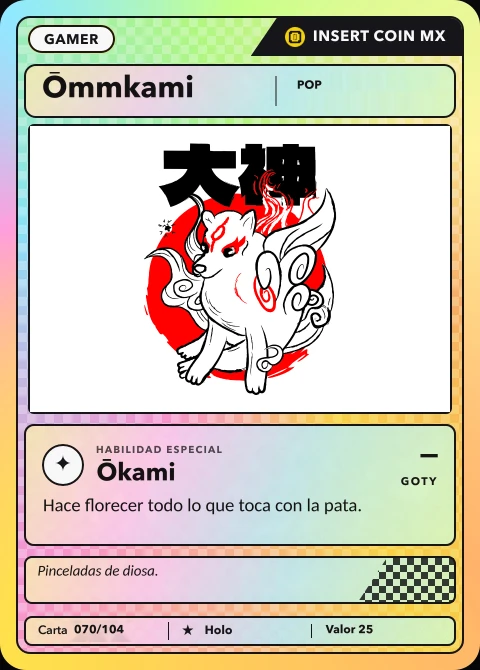 GAMER
INSERT COIN MX
Ōmmkami
POP
大神
HABILIDAD ESPECIAL
Ōkami
—
GOTY
Hace florecer todo lo que toca con la pata.
Pinceladas de diosa.
Carta 070/104 ★ Holo Valor 25